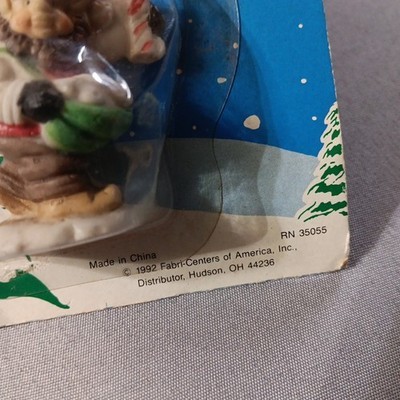 RN 35055
Made in China
© 1992 Fabri-Centers of America, Inc.,
Distributor, Hudson, OH 44236